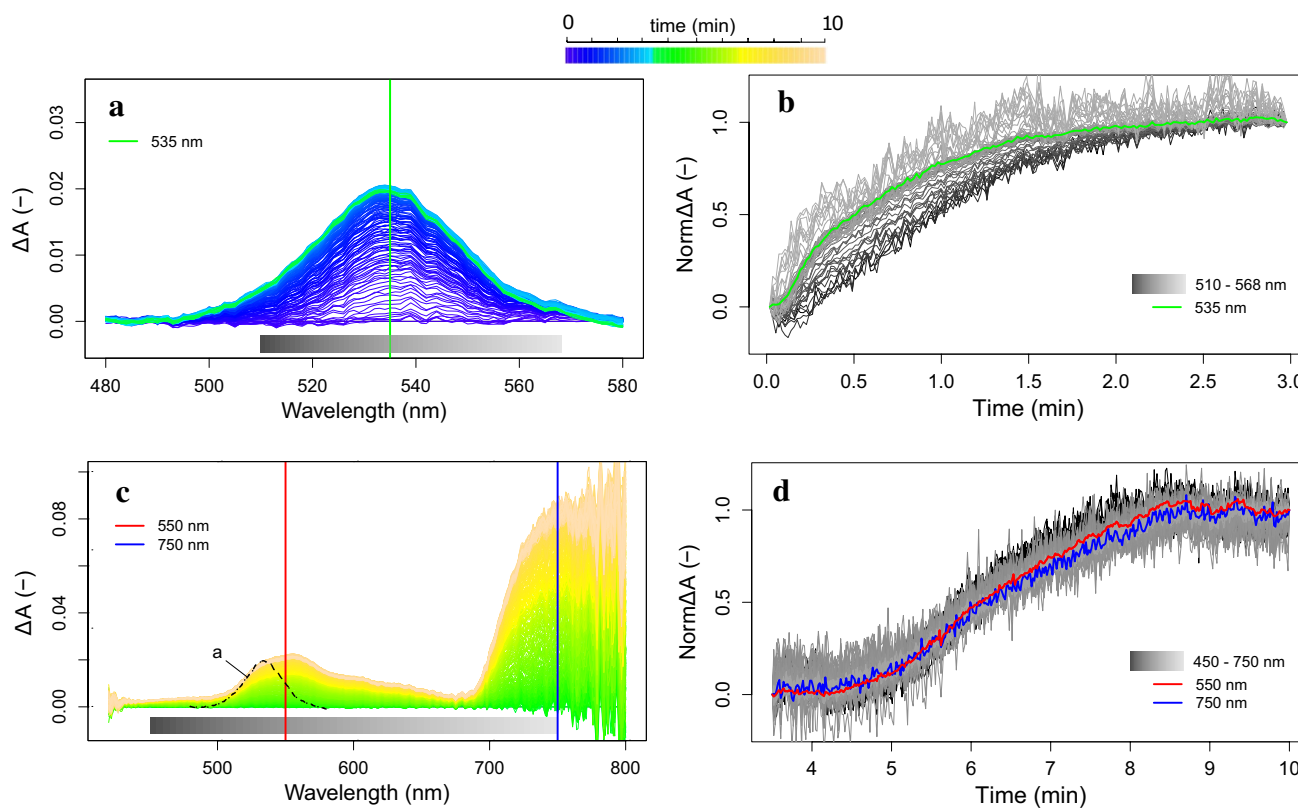 0 time (min) 10
a
535 nm
ΔA (−)
0.00 0.01 0.02 0.03
480 500 520 540 560 580
Wavelength (nm)
b
NormΔA (−)
0.0 0.5 1.0
510 - 568 nm
535 nm
0.0 0.5 1.0 1.5 2.0 2.5 3.0
Time (min)
c
550 nm
750 nm
a
ΔA (−)
0.00 0.04 0.08
500 600 700 800
Wavelength (nm)
d
NormΔA (−)
0.0 0.5 1.0
450 - 750 nm
550 nm
750 nm
4 5 6 7 8 9 10
Time (min)